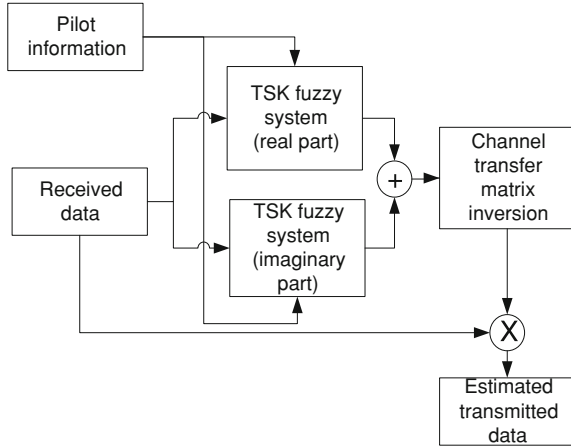 Pilot
information
TSK fuzzy
system
(real part)
Channel
transfer
matrix
inversion
+
Received
data
TSK fuzzy
system
(imaginary
part)
X
Estimated
transmitted
data